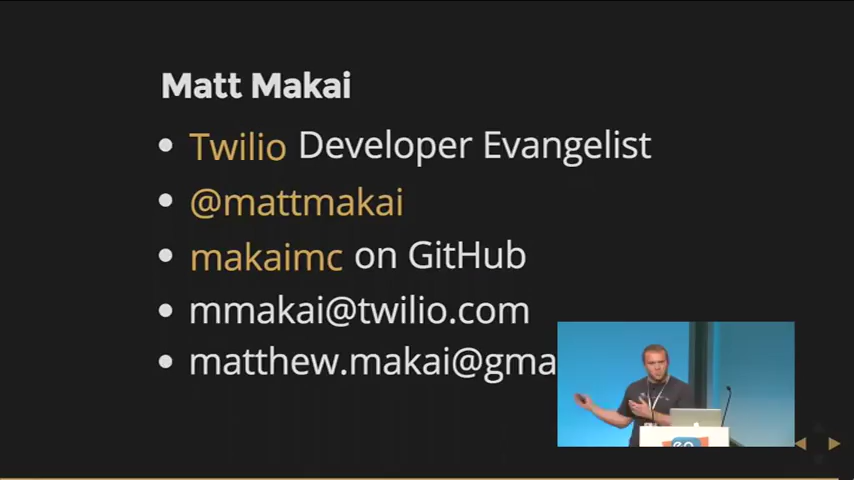 Matt Makai
Twilio Developer Evangelist
@mattmakai
makaimc on GitHub
mmakai@twilio.com
matthew.makai@gma